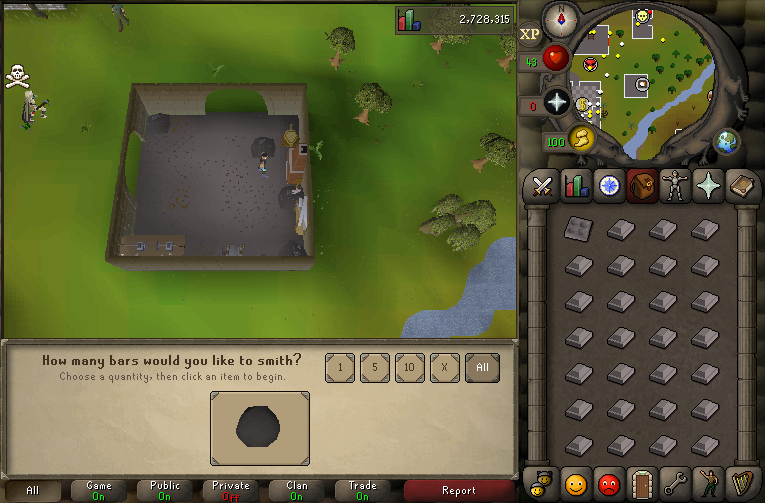 2,728,315
XP
43
0
100
How many bars would you like to smith?
Choose a quantity, then click an item to begin.
1
5
10
X
All
All
Game
On
Public
On
Private
Off
Clan
On
Trade
On
Report